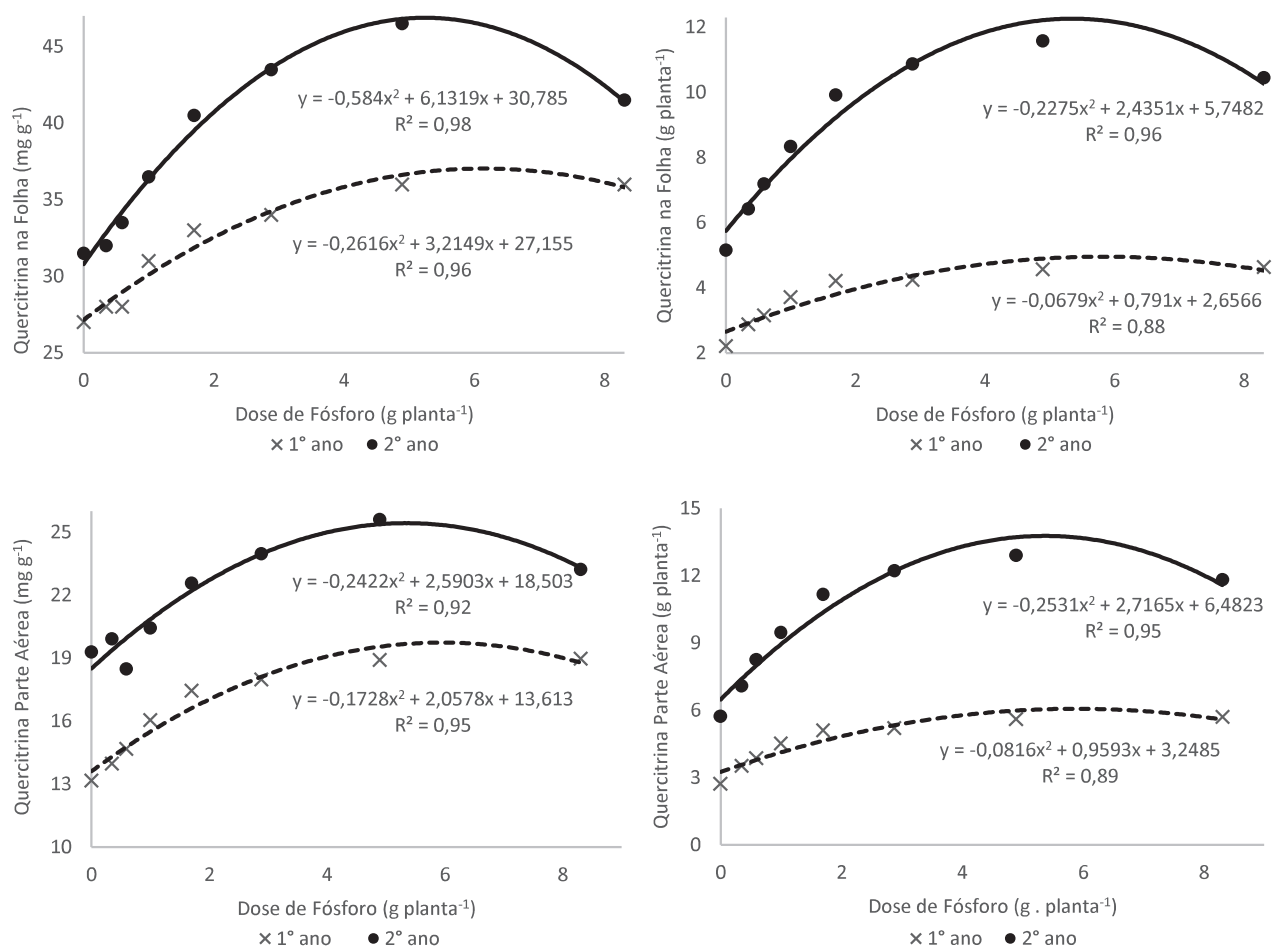 Quercitrina na Folha (mg g-1)
45
40
35
30
25
y = -0,584x² + 6,1319x + 30,785
R² = 0,98
y = -0,2616x² + 3,2149x + 27,155
R² = 0,96
0 2 4 6 8
Dose de Fósforo (g planta-1)
1° ano 2° ano
Quercitrina na Folha (g planta-1)
12
10
8
6
4
2
y = -0,2275x² + 2,4351x + 5,7482
R² = 0,96
y = -0,0679x² + 0,791x + 2,6566
R² = 0,88
0 2 4 6 8
Dose de Fósforo (g planta-1)
1° ano 2° ano
Quercitrina Parte Aérea (mg g-1)
25
22
19
16
13
10
y = -0,2422x² + 2,5903x + 18,503
R² = 0,92
y = -0,1728x² + 2,0578x + 13,613
R² = 0,95
0 2 4 6 8
Dose de Fósforo (g planta-1)
1° ano 2° ano
Quercitrina Parte Aérea (g planta-1)
15
12
9
6
3
0
y = -0,2531x² + 2,7165x + 6,4823
R² = 0,95
y = -0,0816x² + 0,9593x + 3,2485
R² = 0,89
0 2 4 6 8
Dose de Fósforo (g . planta-1)
1° ano 2° ano